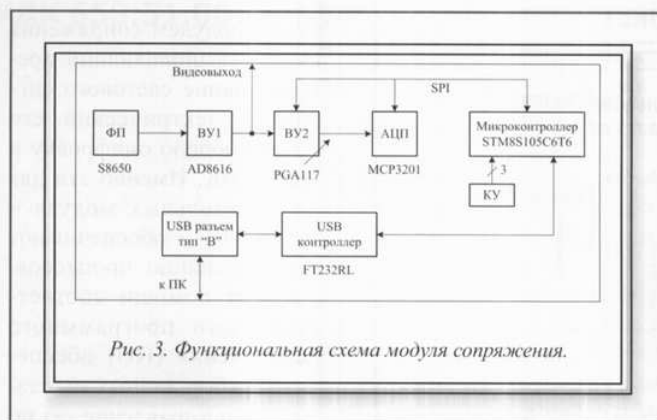 Видеовыход
SPI
ФП
ВУ1
ВУ2
АЦП
Микроконтроллер
STM8S105C6T6
S8650
AD8616
PGA117
MCP3201
3
КУ
USB разъем
тип “В”
USB
контроллер
FT232RL
к ПК
Рис. 3. Функциональная схема модуля сопряжения.